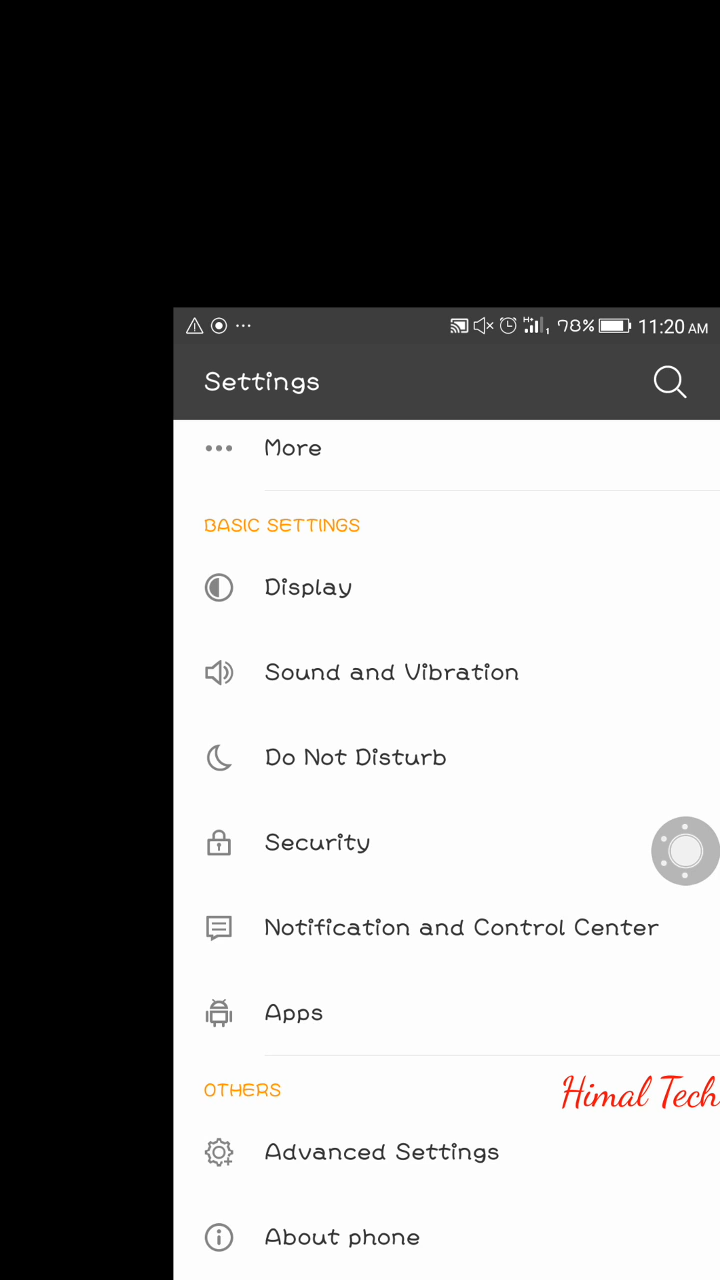 78% 11:20 AM
Settings
More
BASIC SETTINGS
Display
Sound and Vibration
Do Not Disturb
Security
Notification and Control Center
Apps
OTHERS
Himal Tech
Advanced Settings
About phone